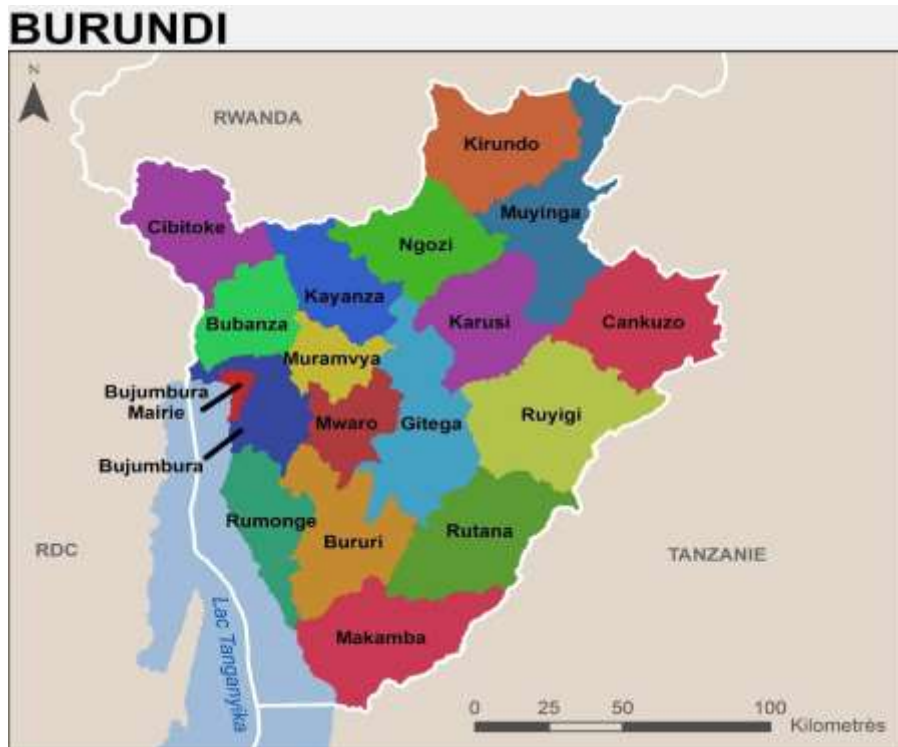 BURUNDI
N
RWANDA
Kirundo
Muyinga
Cibitoke
Ngozi
Kayanza
Karusi
Cankuzo
Bubanza
Muramvya
Bujumbura
Mairie
Mwaro
Gitega
Ruyigi
Bujumbura
Rumonge
Bururi
Rutana
RDC
TANZANIE
Lac Tanganyika
Makamba
0 25 50 100
Kilometrès